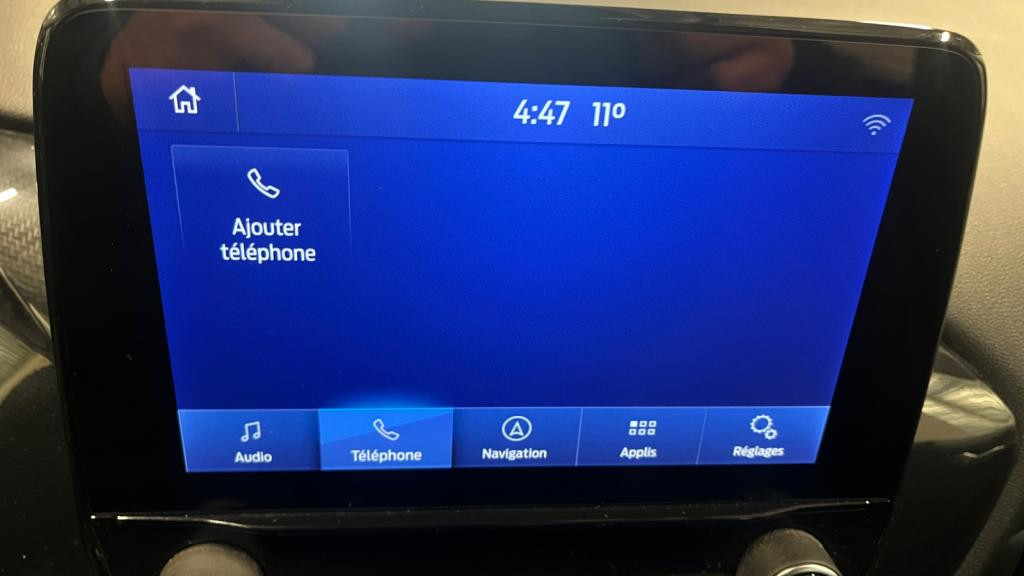 4:47 11º
Ajouter
téléphone
Audio
Téléphone
Navigation
Applis
Réglages